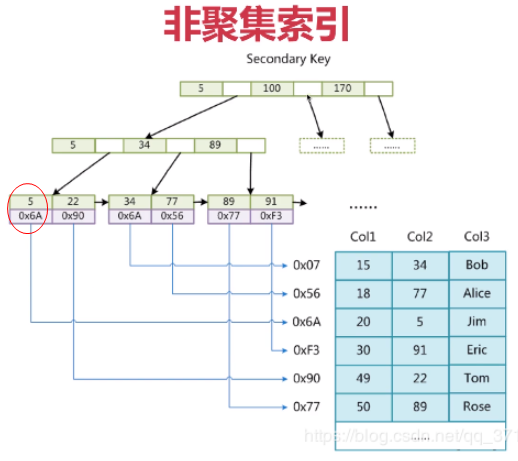 非聚集索引
Secondary Key
5 100 170
5 34 89
...... ......
5 22 34 77 89 91
0x6A 0x90 0x6A 0x56 0x77 0xF3
......
Col1 Col2 Col3
0x07 15 34 Bob
0x56 18 77 Alice
0x6A 20 5 Jim
0xF3 30 91 Eric
0x90 49 22 Tom
0x77 50 89 Rose
......
https://blog.csdn.net/qq_371